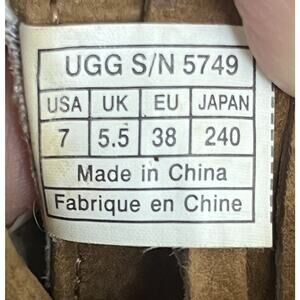 UGG S/N 5749
USA UK EU JAPAN
7 5.5 38 240
Made in China
Fabrique en Chine